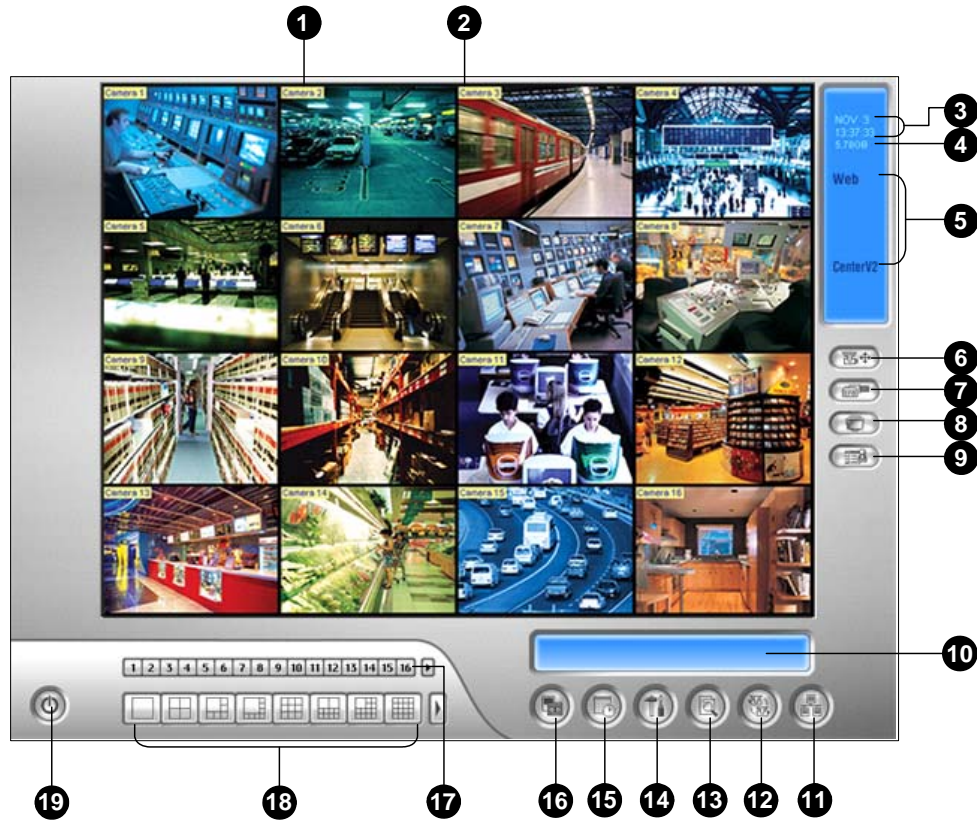 1 2
Camera 1 Camera 2 Camera 3 Camera 4
NOV 3
13:37:33
5.78GB
3
4
Web
5
CenterV2
Camera 5 Camera 6 Camera 7 Camera 8
Camera 9 Camera 10 Camera 11 Camera 12
6
7
8
9
Camera 13 Camera 14 Camera 15 Camera 16
10
1 2 3 4 5 6 7 8 9 10 11 12 13 14 15 16
19 18 17 16 15 14 13 12 11